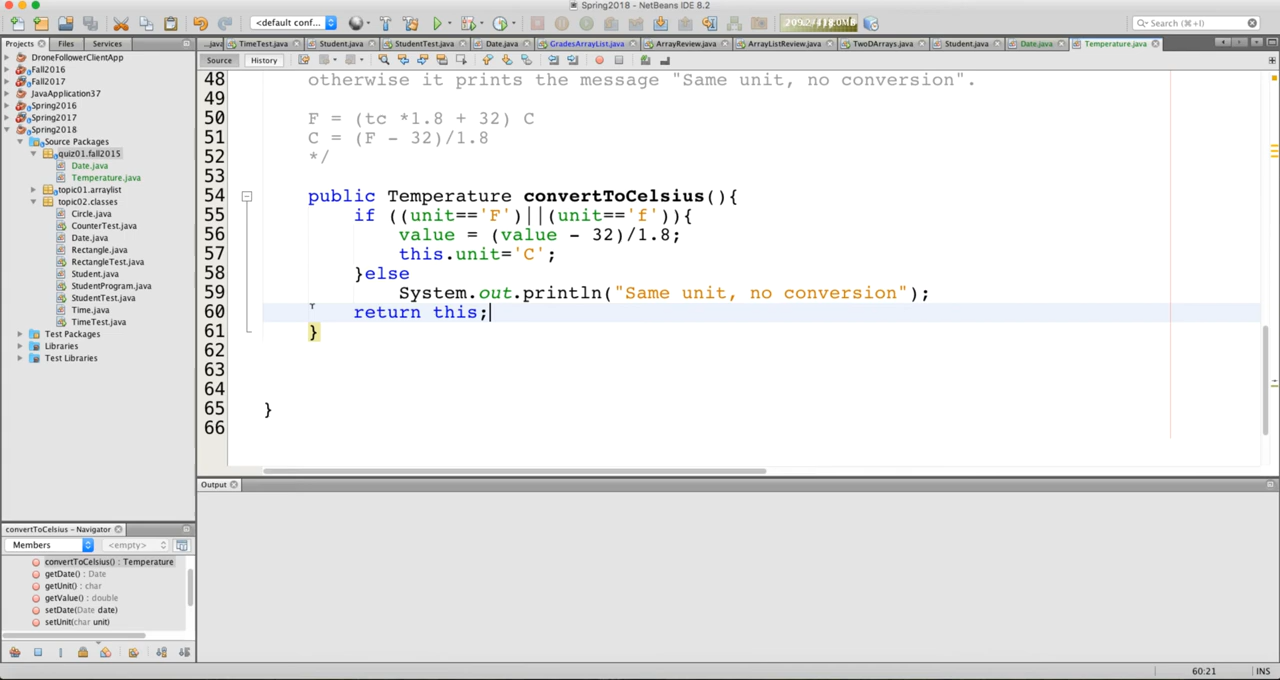 Spring2018 - NetBeans IDE 8.2
<default conf...
Search (⌘+I)
Projects
Files
Services
...java
TimeTest.java
Student.java
StudentTest.java
Date.java
GradesArrayList.java
ArrayReview.java
ArrayListReview.java
TwoDArrays.java
Student.java
Date.java
Temperature.java
Source
History
DroneFollowerClientApp
Fall2016
Fall2017
JavaApplication37
Spring2016
Spring2017
Spring2018
Source Packages
quiz01.fall2015
Date.java
Temperature.java
topic01.arraylist
topic02.classes
Circle.java
CounterTest.java
Date.java
Rectangle.java
RectangleTest.java
Student.java
StudentProgram.java
StudentTest.java
Time.java
TimeTest.java
Test Packages
Libraries
Test Libraries
48 otherwise it prints the message "Same unit, no conversion".
49
50 F = (tc *1.8 + 32) C
51 C = (F - 32)/1.8
52 */
53
54 public Temperature convertToCelsius(){
55 if ((unit=='F')||(unit=='f')){
56 value = (value - 32)/1.8;
57 this.unit='C';
58 }else
59 System.out.println("Same unit, no conversion");
60 return this;
61 }
62
63
64
65 }
66
Output
convertToCelsius - Navigator
Members
<empty>
convertToCelsius() : Temperature
getDate() : Date
getUnit() : char
getValue() : double
setDate(Date date)
setUnit(char unit)
60:21
INS